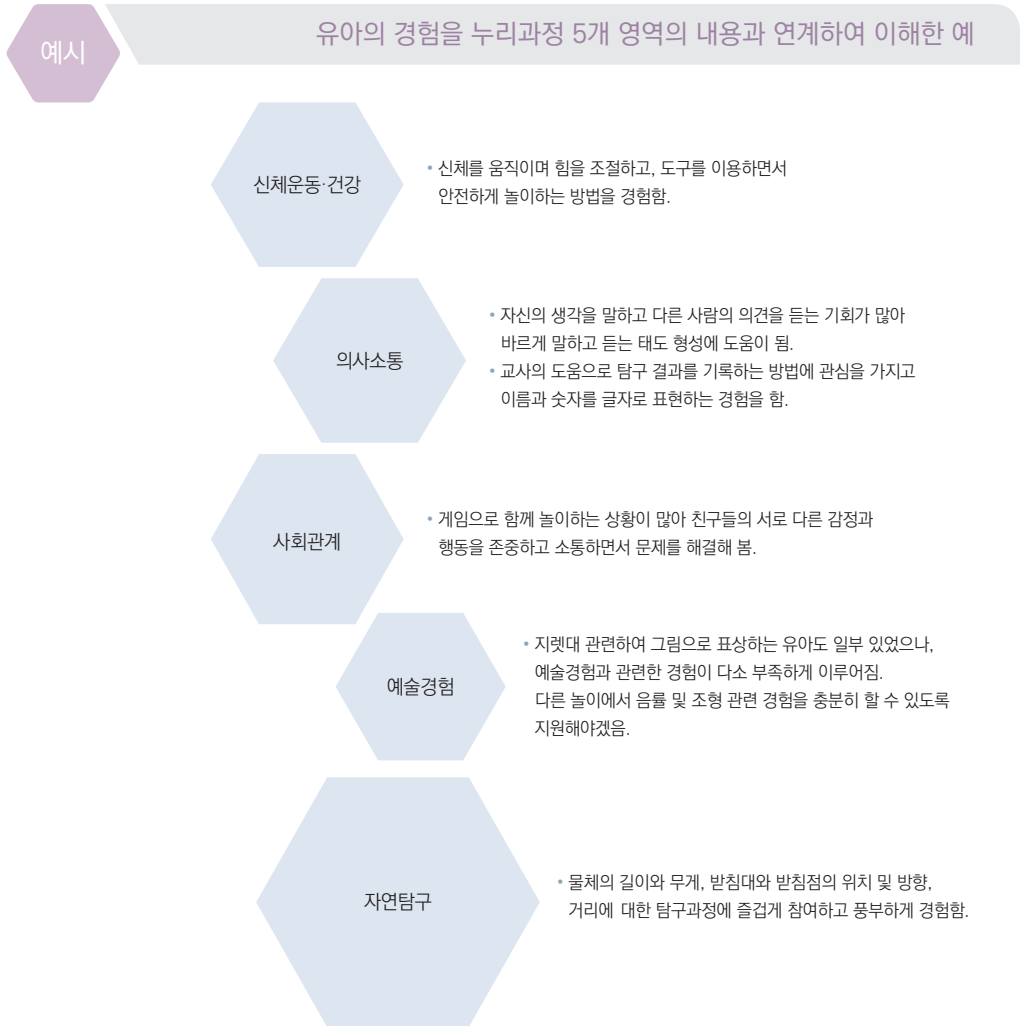 예시
유아의 경험을 누리과정 5개 영역의 내용과 연계하여 이해한 예
신체운동·건강
• 신체를 움직이며 힘을 조절하고, 도구를 이용하면서
안전하게 놀이하는 방법을 경험함.
의사소통
• 자신의 생각을 말하고 다른 사람의 의견을 듣는 기회가 많아
바르게 말하고 듣는 태도 형성에 도움이 됨.
• 교사의 도움으로 탐구 결과를 기록하는 방법에 관심을 가지고
이름과 숫자를 글자로 표현하는 경험을 함.
사회관계
• 게임으로 함께 놀이하는 상황이 많아 친구들의 서로 다른 감정과
행동을 존중하고 소통하면서 문제를 해결해 봄.
예술경험
• 지렛대 관련하여 그림으로 표상하는 유아도 일부 있었으나,
예술경험과 관련한 경험이 다소 부족하게 이루어짐.
다른 놀이에서 음률 및 조형 관련 경험을 충분히 할 수 있도록
지원해야겠음.
자연탐구
• 물체의 길이와 무게, 받침대와 받침점의 위치 및 방향,
거리에 대한 탐구과정에 즐겁게 참여하고 풍부하게 경험함.